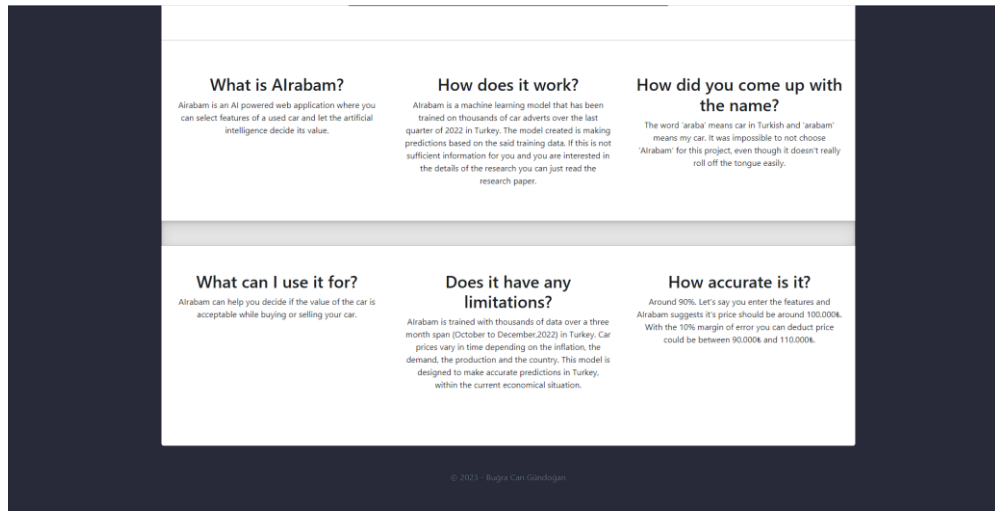 What is AIrabam?
Airabam is an AI powered web application where you
can select features of a used car and let the artificial
intelligence decide its value.
How does it work?
AIrabam is a machine learning model that has been
trained on thousands of car adverts over the last
quarter of 2022 in Turkey. The model created is making
predictions based on the said training data. If this is not
sufficient information for you and you are interested in
the details of the research you can just read the
research paper.
How did you come up with
the name?
The word 'araba' means car in Turkish and 'arabam'
means my car. It was impossible to not choose
'AIrabam' for this project, even though it doesn't really
roll off the tongue easily.
What can I use it for?
AIrabam can help you decide if the value of the car is
acceptable while buying or selling your car.
Does it have any
limitations?
AIrabam is trained with thousands of data over a three
month span (October to December,2022) in Turkey. Car
prices vary in time depending on the inflation, the
demand, the production and the country. This model is
designed to make accurate predictions in Turkey,
within the current economical situation.
How accurate is it?
Around 90%. Let's say you enter the features and
AIrabam suggests it's price should be around 100.000₺.
With the 10% margin of error you can deduct price
could be between 90.000₺ and 110.000₺.
© 2023 - Buğra Can Gündoğan